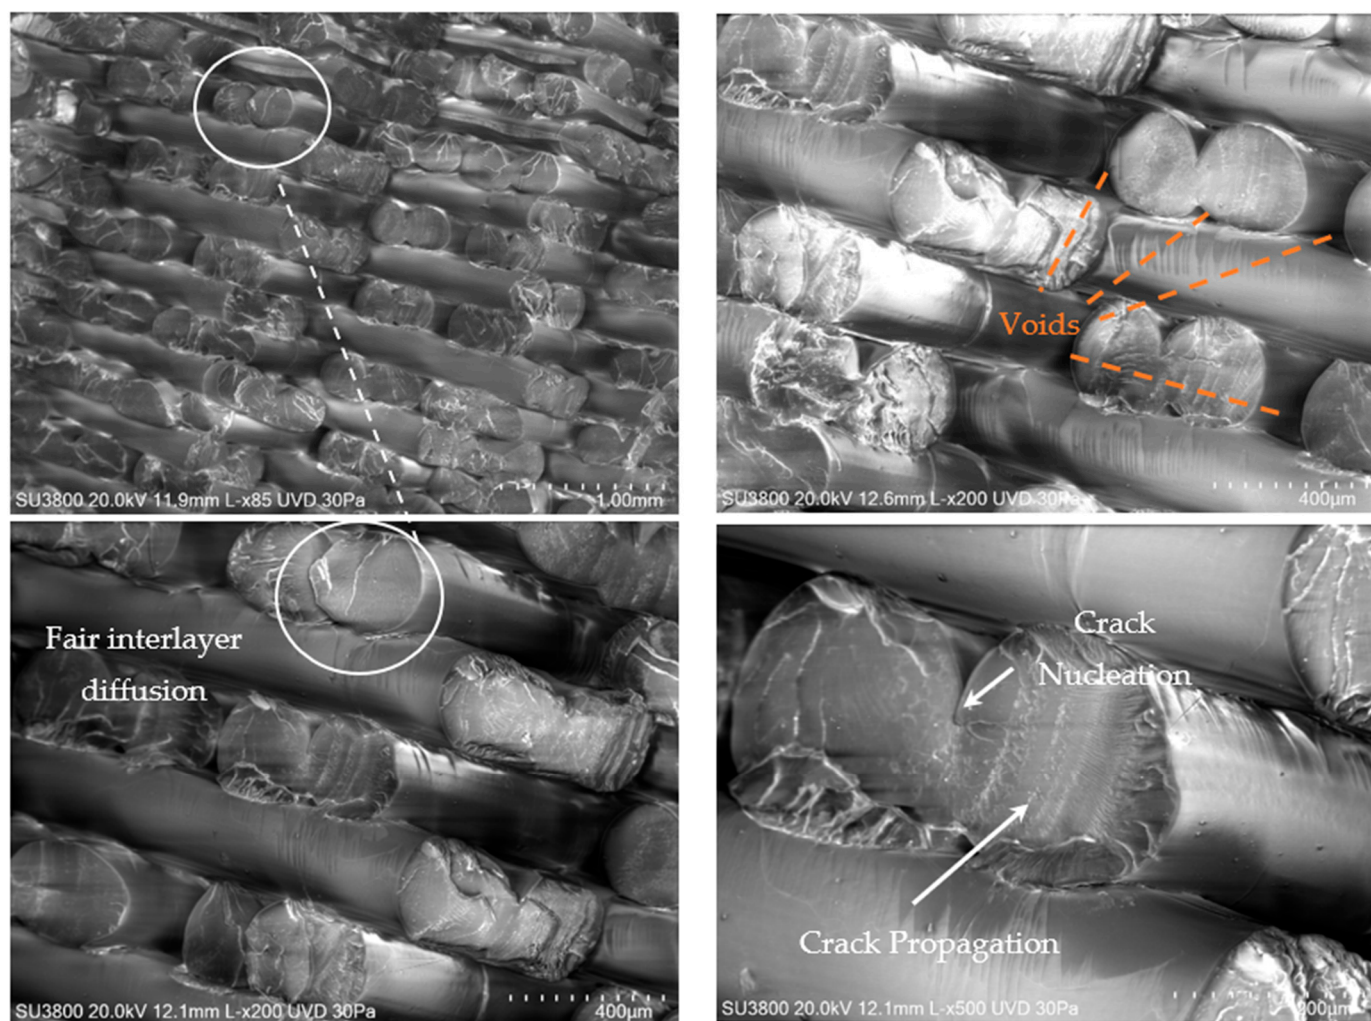 SU3800 20.0kV 11.9mm L-x85 UVD 30Pa
1.00mm
Voids
SU3800 20.0kV 12.6mm L-x200 UVD 30Pa
400µm
Fair interlayer
diffusion
SU3800 20.0kV 12.1mm L-x200 UVD 30Pa
400µm
Crack
Nucleation
Crack Propagation
SU3800 20.0kV 12.1mm L-x500 UVD 30Pa